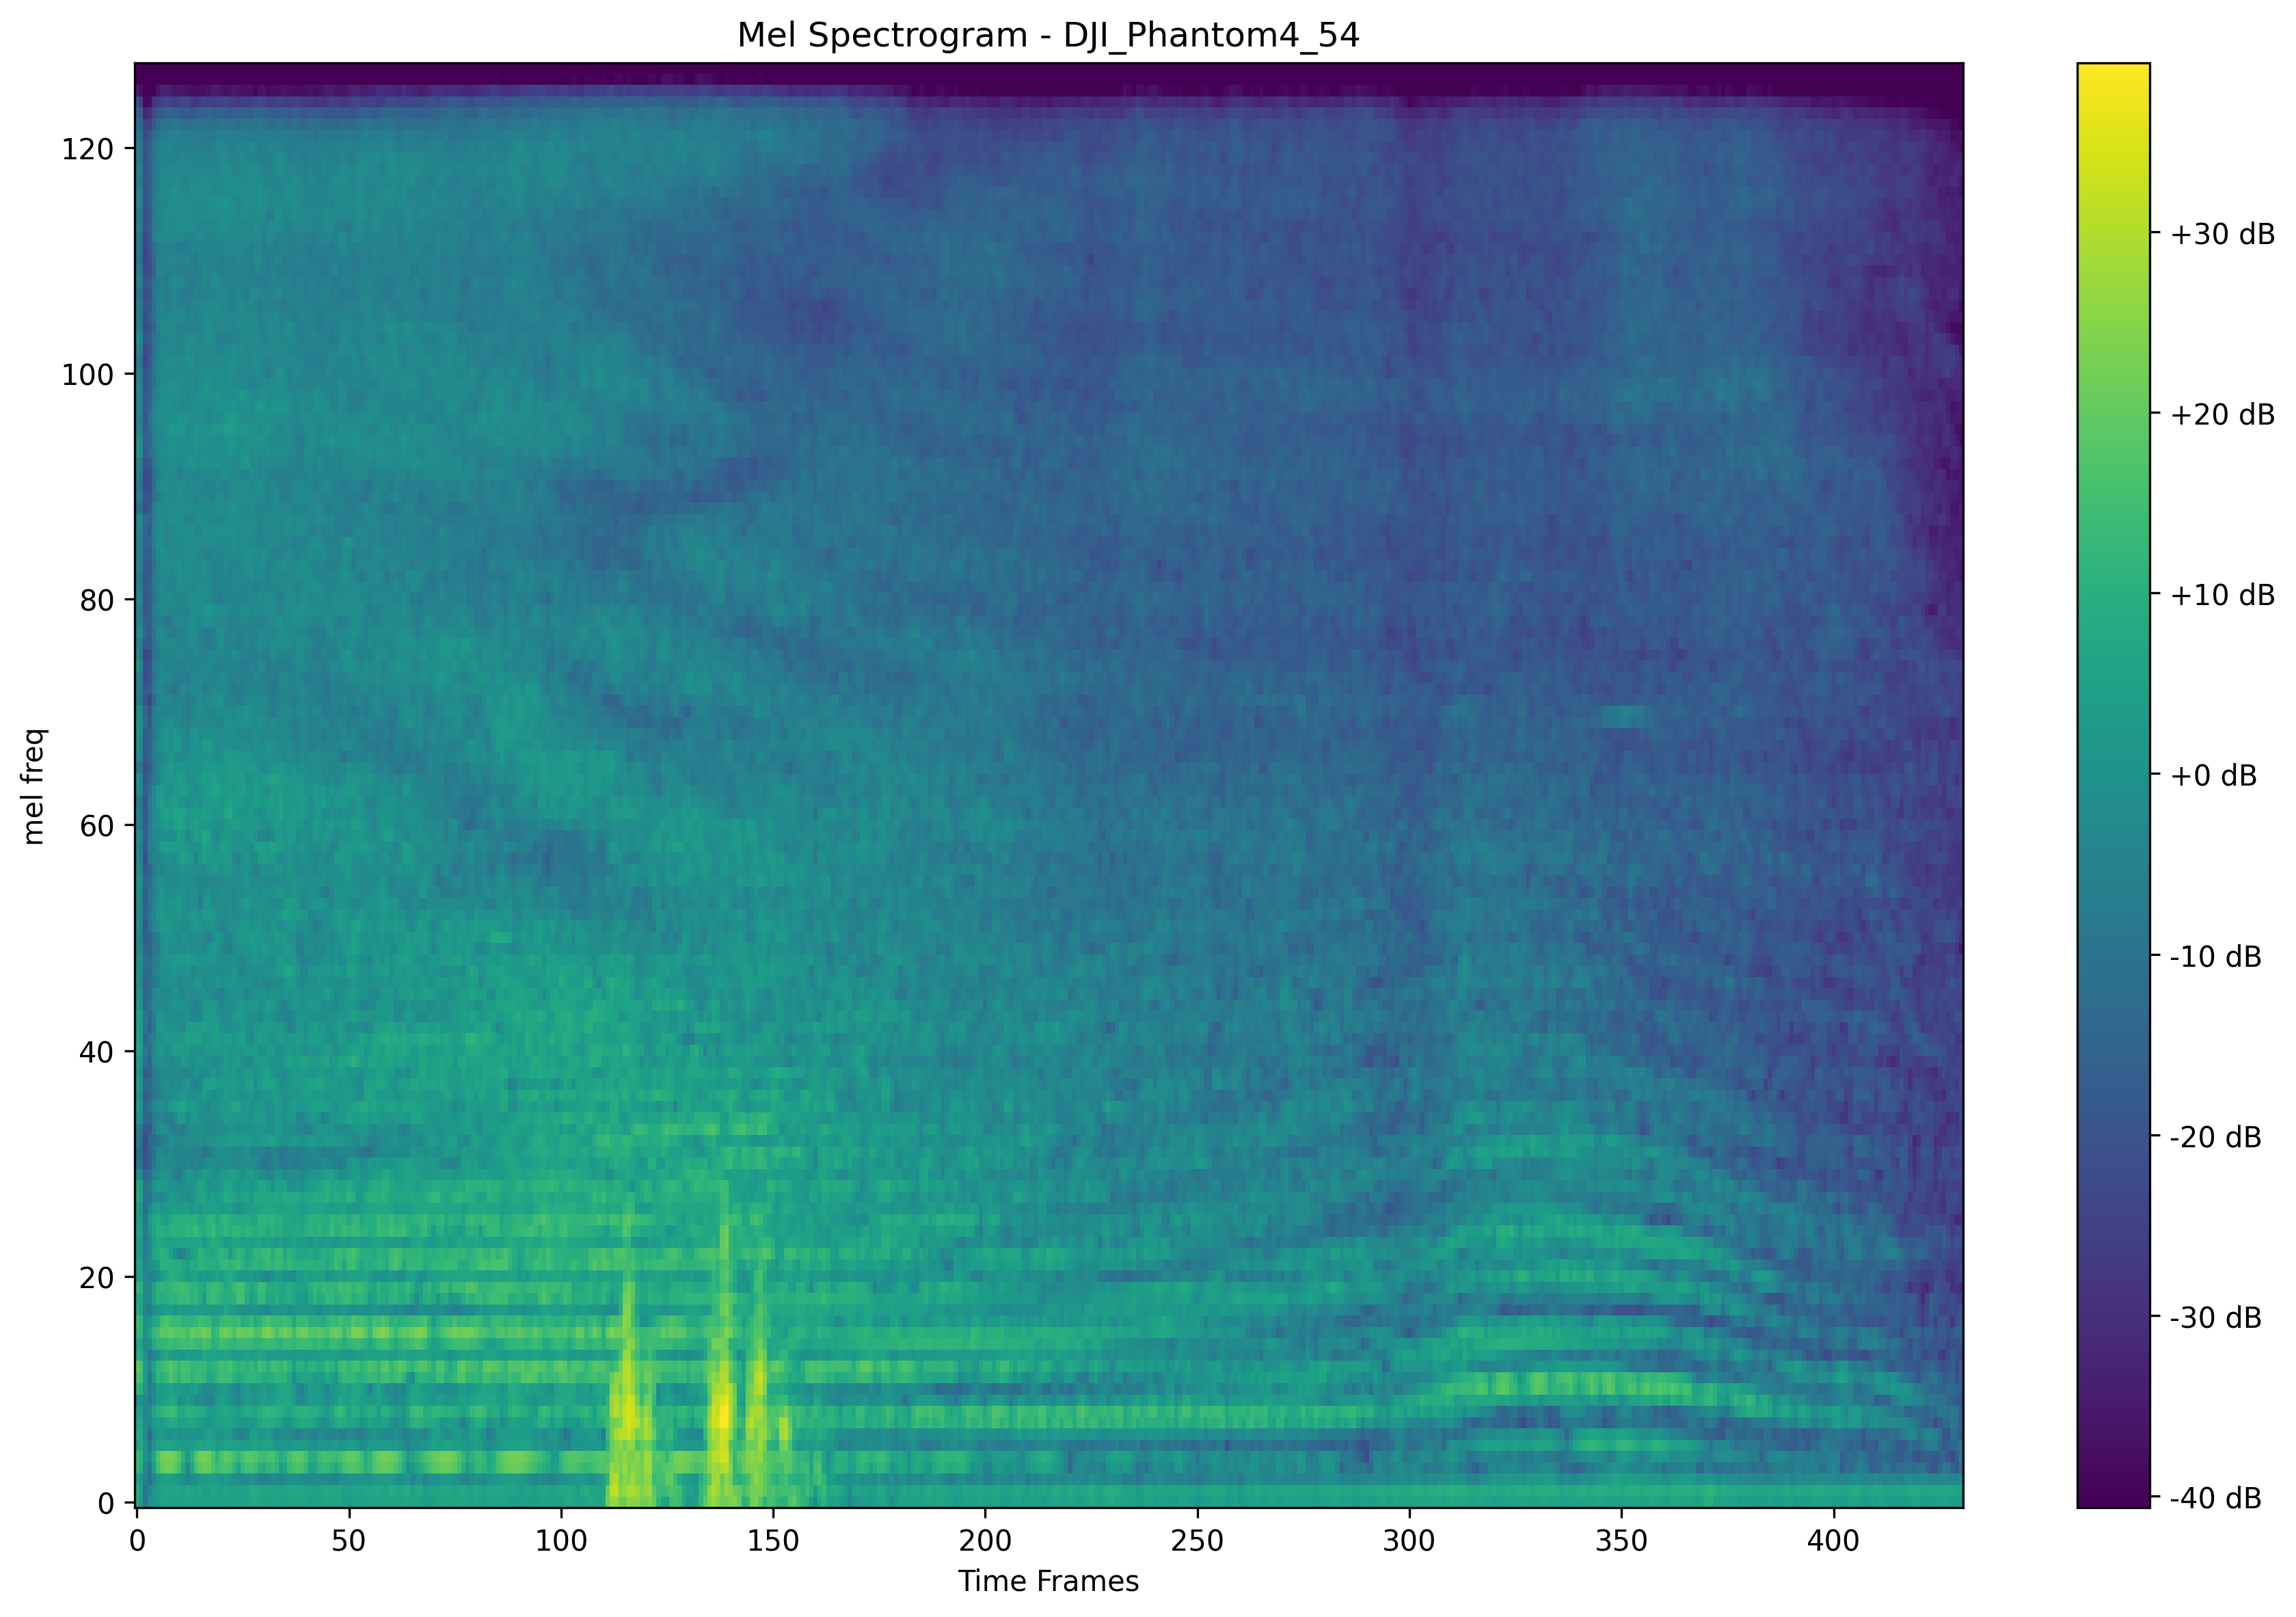 Mel Spectrogram - DJI_Phantom4_54
mel freq
120
100
80
60
40
20
0
0 50 100 150 200 250 300 350 400
Time Frames
+30 dB
+20 dB
+10 dB
+0 dB
-10 dB
-20 dB
-30 dB
-40 dB